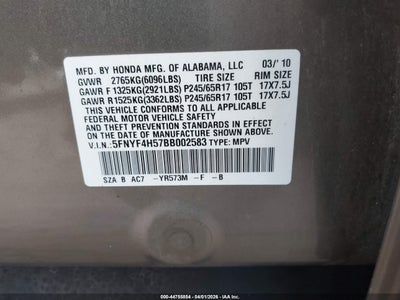 MFD. BY HONDA MFG. OF ALABAMA, LLC 03/'10
GVWR 2765KG(6096LBS) TIRE SIZE RIM SIZE
GAWR F 1325KG(2921LBS) P245/65R17 105T 17X7.5J
GAWR R 1525KG(3362LBS) P245/65R17 105T 17X7.5J
THIS VEHICLE CONFORMS TO ALL APPLICABLE
FEDERAL MOTOR VEHICLE SAFETY AND THEFT
PREVENTION STANDARDS IN EFFECT ON THE DATE
OF MANUFACTURE SHOWN ABOVE.
V.I.N.: 5FNYF4H57BB002583 TYPE: MPV
SZA B AC7 -YR573M -F -B
IAA 000-44755054 - 04/01/2026 - iaai.com